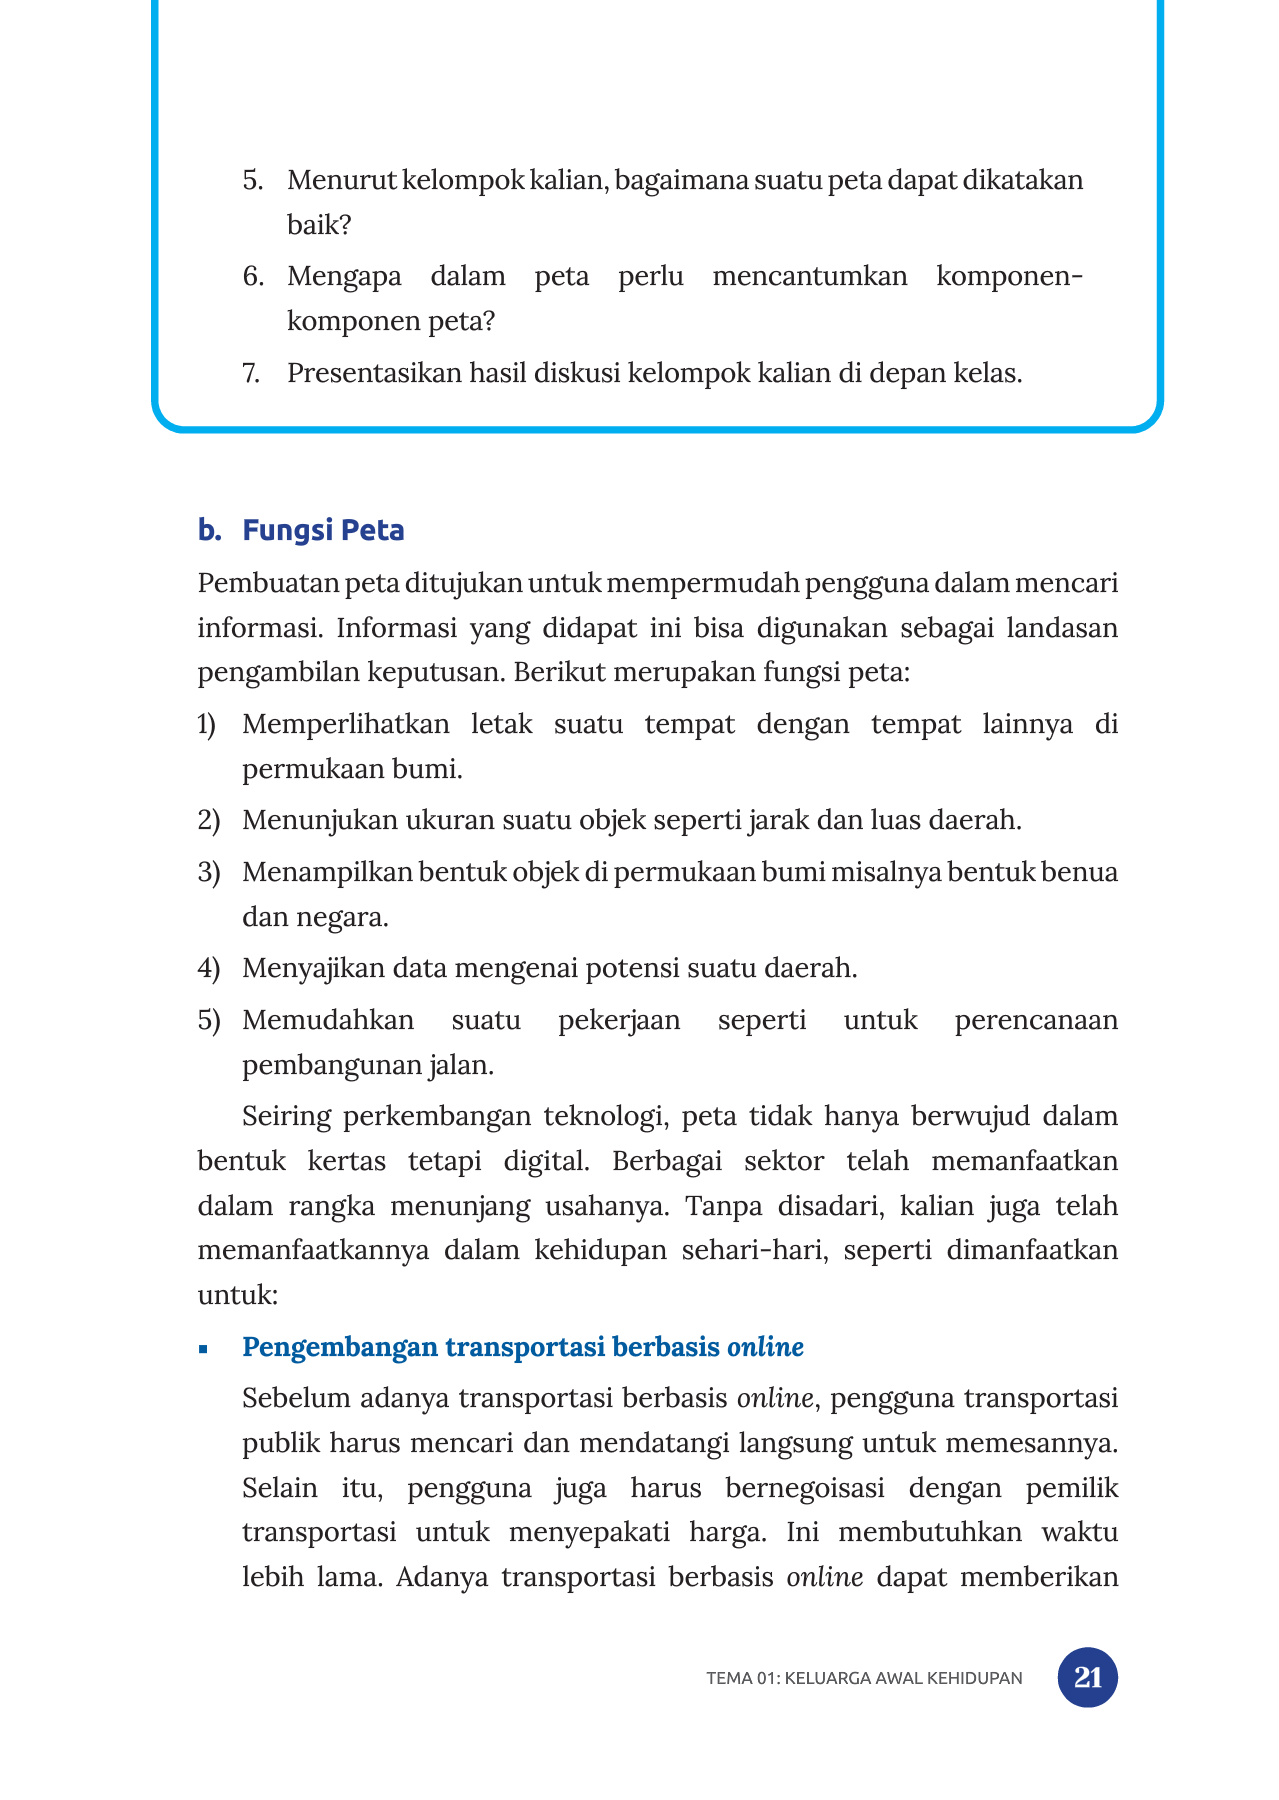 5. Menurut kelompok kalian, bagaimana suatu peta dapat dikatakan
baik?
6. Mengapa dalam peta perlu mencantumkan komponen-
komponen peta?
7. Presentasikan hasil diskusi kelompok kalian di depan kelas.
b. Fungsi Peta
Pembuatan peta ditujukan untuk mempermudah pengguna dalam mencari
informasi. Informasi yang didapat ini bisa digunakan sebagai landasan
pengambilan keputusan. Berikut merupakan fungsi peta:
1) Memperlihatkan letak suatu tempat dengan tempat lainnya di
permukaan bumi.
2) Menunjukan ukuran suatu objek seperti jarak dan luas daerah.
3) Menampilkan bentuk objek di permukaan bumi misalnya bentuk benua
dan negara.
4) Menyajikan data mengenai potensi suatu daerah.
5) Memudahkan suatu pekerjaan seperti untuk perencanaan
pembangunan jalan.
Seiring perkembangan teknologi, peta tidak hanya berwujud dalam
bentuk kertas tetapi digital. Berbagai sektor telah memanfaatkan
dalam rangka menunjang usahanya. Tanpa disadari, kalian juga telah
memanfaatkannya dalam kehidupan sehari-hari, seperti dimanfaatkan
untuk:
▪ Pengembangan transportasi berbasis online
Sebelum adanya transportasi berbasis online, pengguna transportasi
publik harus mencari dan mendatangi langsung untuk memesannya.
Selain itu, pengguna juga harus bernegoisasi dengan pemilik
transportasi untuk menyepakati harga. Ini membutuhkan waktu
lebih lama. Adanya transportasi berbasis online dapat memberikan
TEMA 01: KELUARGA AWAL KEHIDUPAN 21